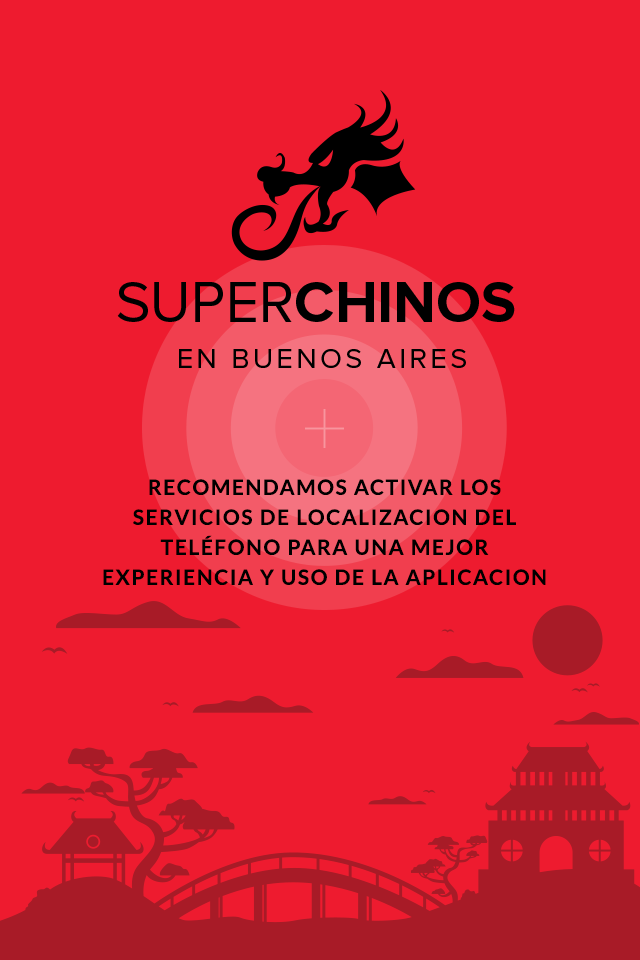 SUPERCHINOS
EN BUENOS AIRES
RECOMENDAMOS ACTIVAR LOS
SERVICIOS DE LOCALIZACION DEL
TELÉFONO PARA UNA MEJOR
EXPERIENCIA Y USO DE LA APLICACION